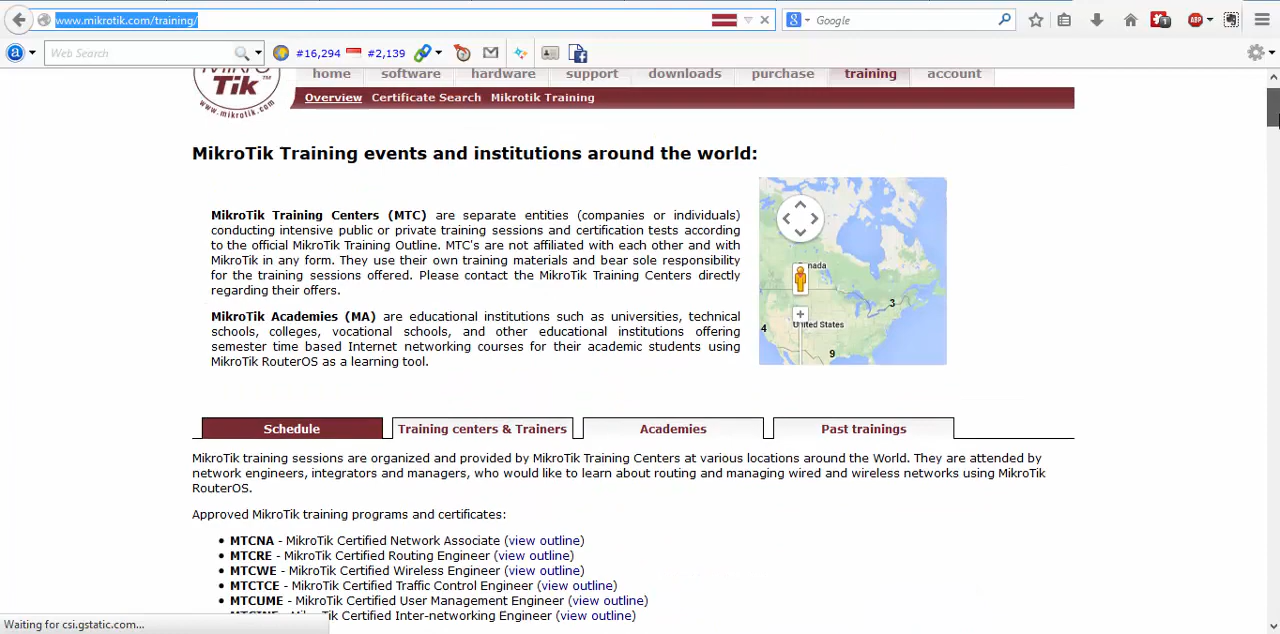 www.mikrotik.com/training/
Google
1
ABP
a
Web Search
#16,294
#2,139
MIKRO
Tik™
www.mikrotik.com
home software hardware support downloads purchase training account
Overview Certificate Search Mikrotik Training
MikroTik Training events and institutions around the world:
MikroTik Training Centers (MTC) are separate entities (companies or individuals)
conducting intensive public or private training sessions and certification tests according
to the official MikroTik Training Outline. MTC's are not affiliated with each other and with
MikroTik in any form. They use their own training materials and bear sole responsibility
for the training sessions offered. Please contact the MikroTik Training Centers directly
regarding their offers.
MikroTik Academies (MA) are educational institutions such as universities, technical
schools, colleges, vocational schools, and other educational institutions offering
semester time based Internet networking courses for their academic students using
MikroTik RouterOS as a learning tool.
nada
3
United States
4
9
Schedule Training centers & Trainers Academies Past trainings
MikroTik training sessions are organized and provided by MikroTik Training Centers at various locations around the World. They are attended by
network engineers, integrators and managers, who would like to learn about routing and managing wired and wireless networks using MikroTik
RouterOS.
Approved MikroTik training programs and certificates:
• MTCNA - MikroTik Certified Network Associate (view outline)
• MTCRE - MikroTik Certified Routing Engineer (view outline)
• MTCWE - MikroTik Certified Wireless Engineer (view outline)
• MTCTCE - MikroTik Certified Traffic Control Engineer (view outline)
• MTCUME - MikroTik Certified User Management Engineer (view outline)
• MTCINE - MikroTik Certified Inter-networking Engineer (view outline)
Waiting for csi.gstatic.com...